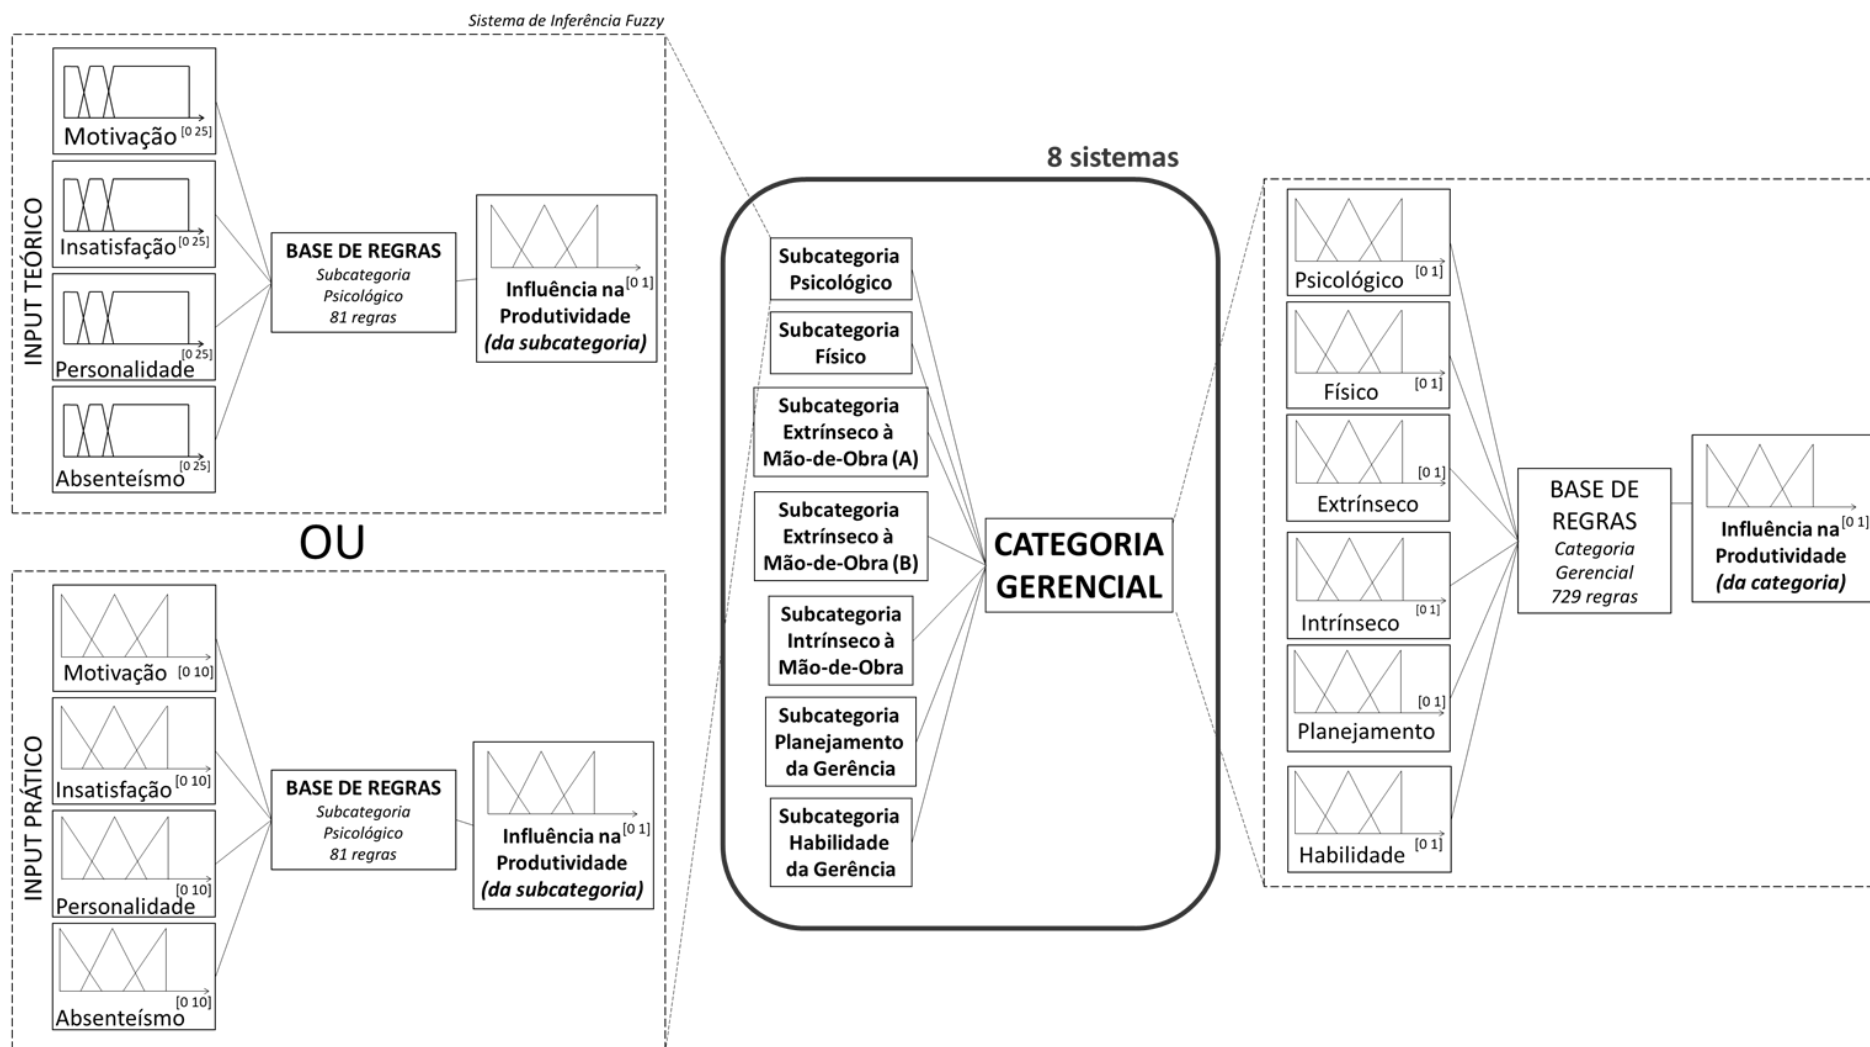 Sistema de Inferência Fuzzy
INPUT TEÓRICO
Motivação [0 25]
Insatisfação [0 25]
Personalidade [0 25]
Absenteísmo [0 25]
BASE DE REGRAS
Subcategoria
Psicológico
81 regras
Influência na [0 1]
Produtividade
(da subcategoria)
OU
INPUT PRÁTICO
Motivação [0 10]
Insatisfação [0 10]
Personalidade [0 10]
Absenteísmo [0 10]
BASE DE REGRAS
Subcategoria
Psicológico
81 regras
Influência na [0 1]
Produtividade
(da subcategoria)
8 sistemas
Subcategoria
Psicológico
Subcategoria
Físico
Subcategoria
Extrínseco à
Mão-de-Obra (A)
Subcategoria
Extrínseco à
Mão-de-Obra (B)
Subcategoria
Intrínseco à
Mão-de-Obra
Subcategoria
Planejamento
da Gerência
Subcategoria
Habilidade
da Gerência
CATEGORIA
GERENCIAL
Psicológico [0 1]
Físico [0 1]
Extrínseco [0 1]
Intrínseco [0 1]
Planejamento [0 1]
Habilidade [0 1]
BASE DE
REGRAS
Categoria
Gerencial
729 regras
Influência na [0 1]
Produtividade
(da categoria)